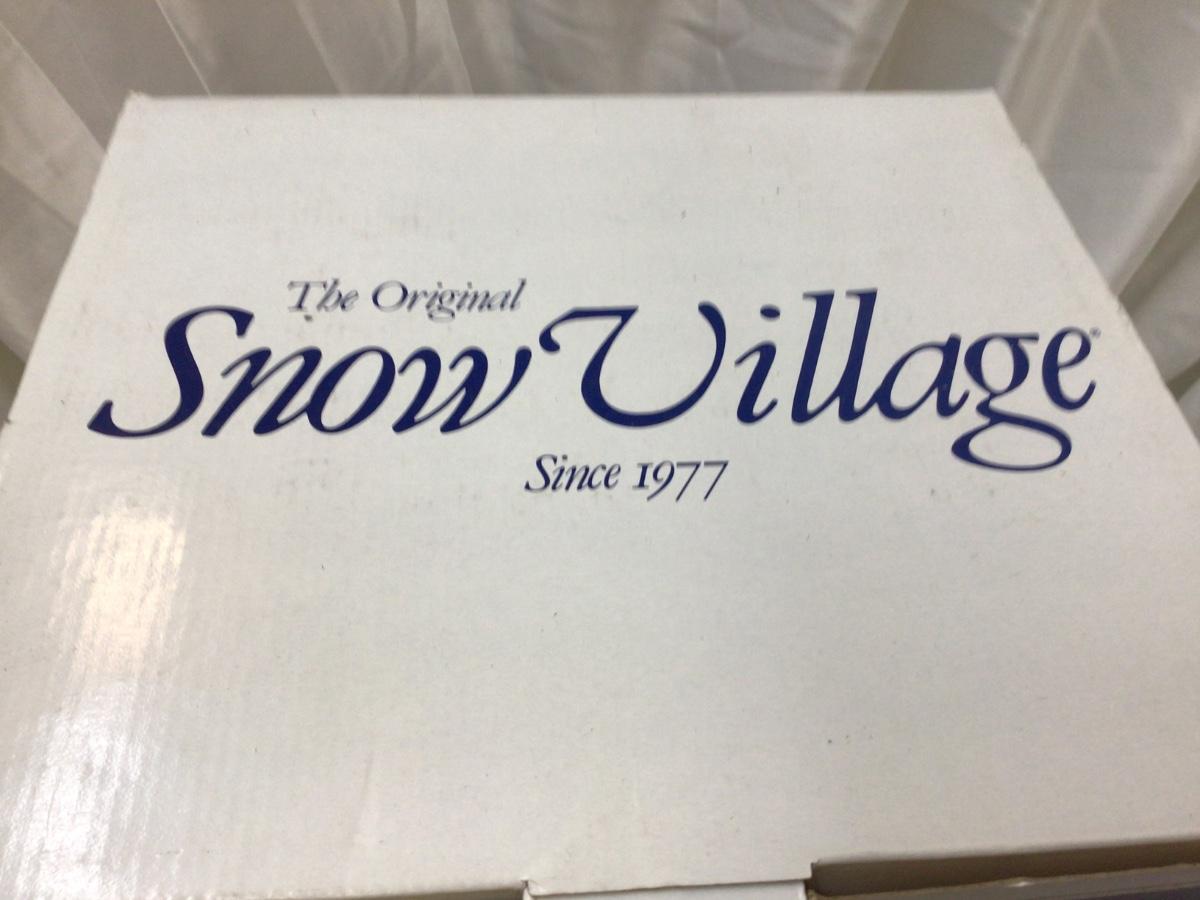 The Original
Snow Village®
Since 1977